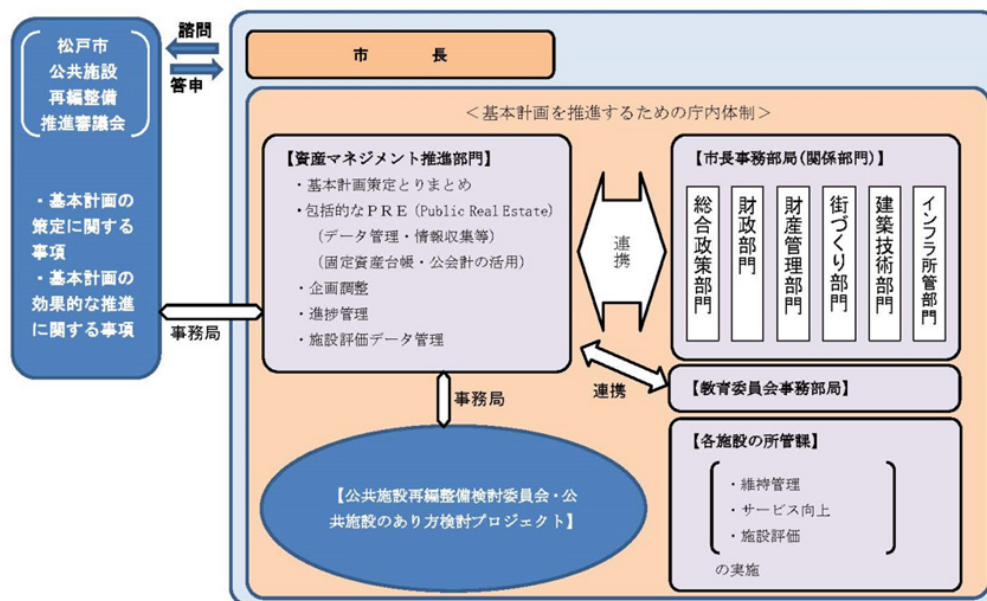 松戸市
公共施設
再編整備
推進審議会
・基本計画の
策定に関する
事項
・基本計画の
効果的な推進
に関する事項
諮問
答申
市　　長
＜基本計画を推進するための庁内体制＞
【資産マネジメント推進部門】
・基本計画策定とりまとめ
・包括的なＰＲＥ（Public Real Estate）
（データ管理・情報収集等）
（固定資産台帳・公会計の活用）
・企画調整
・進捗管理
・施設評価データ管理
連携
【市長事務部局（関係部門）】
総合政策部門
財政部門
財産管理部門
街づくり部門
建築技術部門
インフラ所管部門
事務局
連携
【教育委員会事務部局】
事務局
【各施設の所管課】
・維持管理
・サービス向上
・施設評価
の実施
【公共施設再編整備検討委員会・公
共施設のあり方検討プロジェクト】